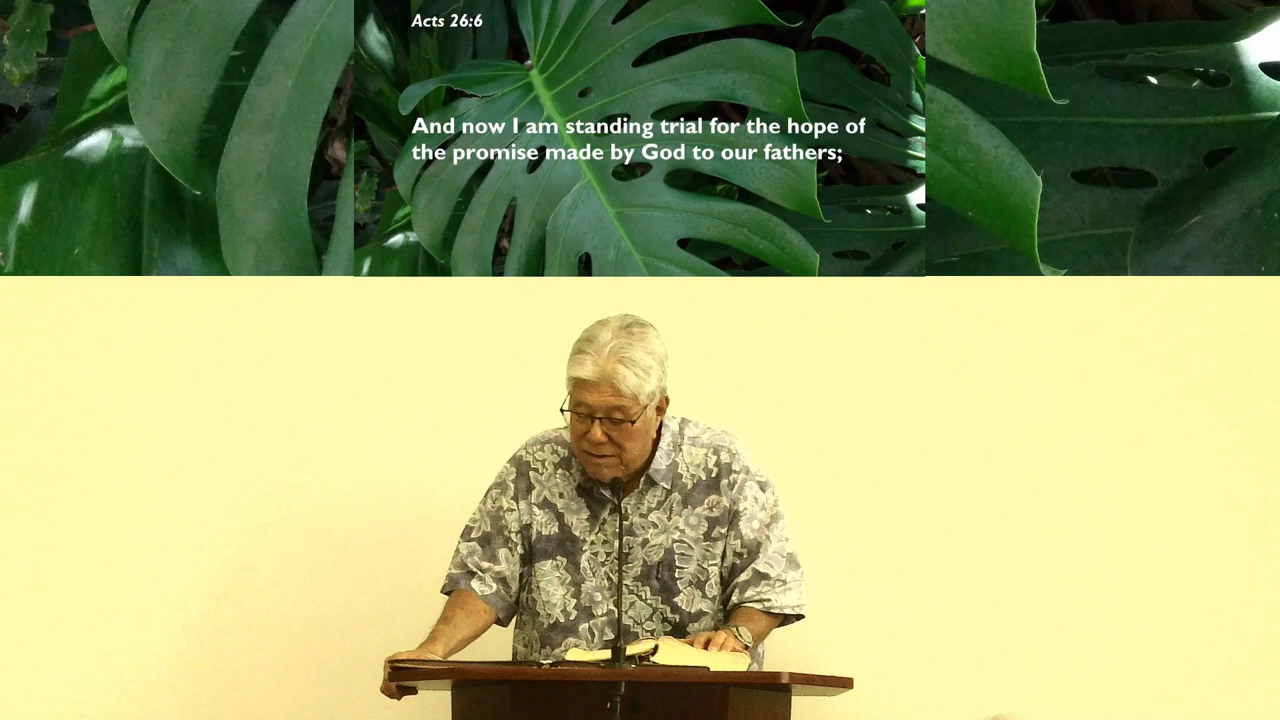 Acts 26:6
And now I am standing trial for the hope of
the promise made by God to our fathers;